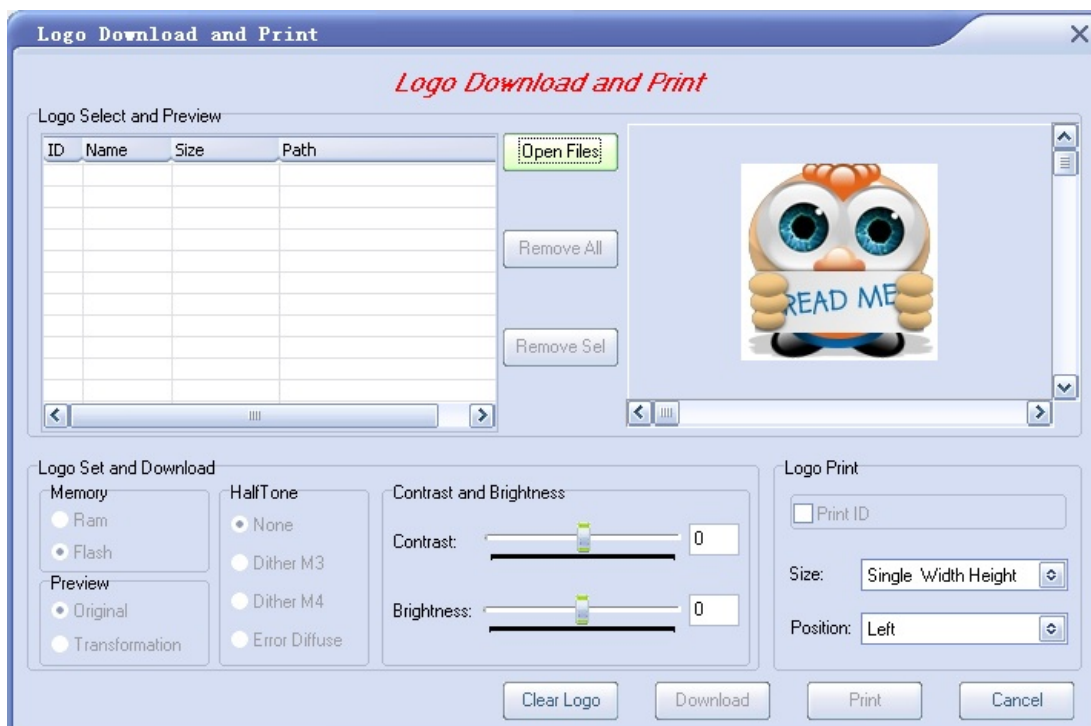 Logo Download and Print
Logo Download and Print
Logo Select and Preview
ID Name Size Path
Open Files
Remove All
Remove Sel
READ ME
Logo Set and Download
Memory
Ram
Flash
Preview
Original
Transformation
HalfTone
None
Dither M3
Dither M4
Error Diffuse
Contrast and Brightness
Contrast: 0
Brightness: 0
Logo Print
Print ID
Size: Single Width Height
Position: Left
Clear Logo Download Print Cancel